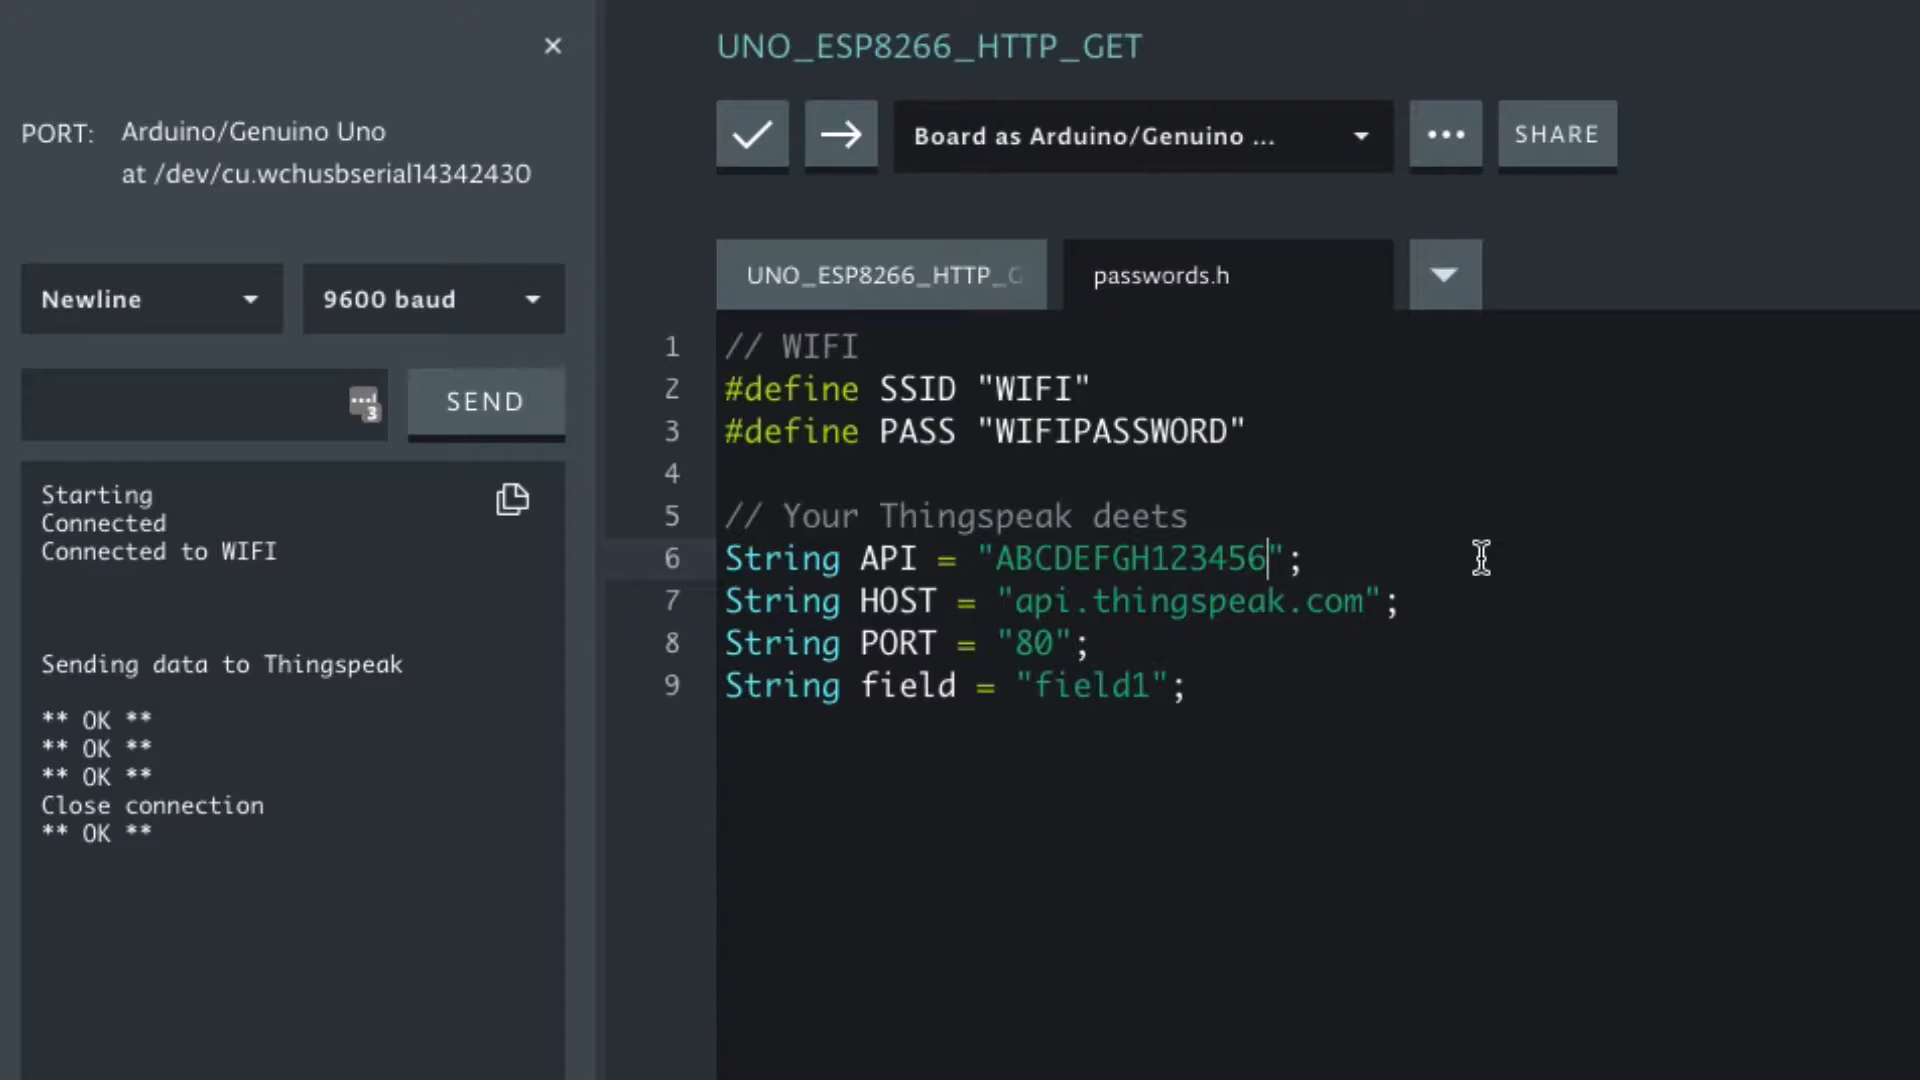 PORT: Arduino/Genuino Uno
at /dev/cu.wchusbserial14342430
Newline
9600 baud
3
SEND
Starting
Connected
Connected to WIFI
Sending data to Thingspeak
** OK **
** OK **
** OK **
Close connection
** OK **
UNO_ESP8266_HTTP_GET
Board as Arduino/Genuino ...
SHARE
UNO_ESP8266_HTTP_G
passwords.h
1 // WIFI
2 #define SSID "WIFI"
3 #define PASS "WIFIPASSWORD"
4
5 // Your Thingspeak deets
6 String API = "ABCDEFGH123456";
7 String HOST = "api.thingspeak.com";
8 String PORT = "80";
9 String field = "field1";